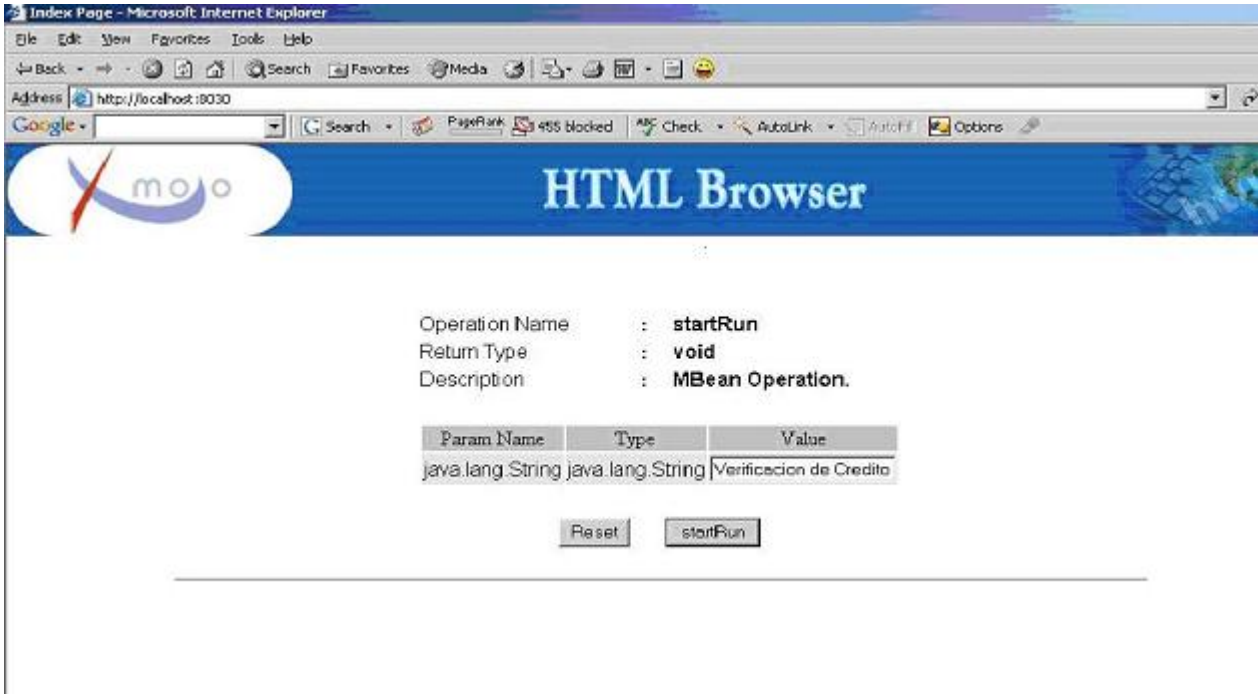 Index Page - Microsoft Internet Explorer
File Edit View Favorites Tools Help
Back Search Favorites Media
Address http://localhost:8030
Google Search PageRank 455 blocked ABC Check AutoLink AutoFill Options
X mojo HTML Browser
Operation Name : startRun
Return Type : void
Description : MBean Operation.
Param Name Type Value
java.lang.String java.lang.String Verificacion de Credito
Reset startRun